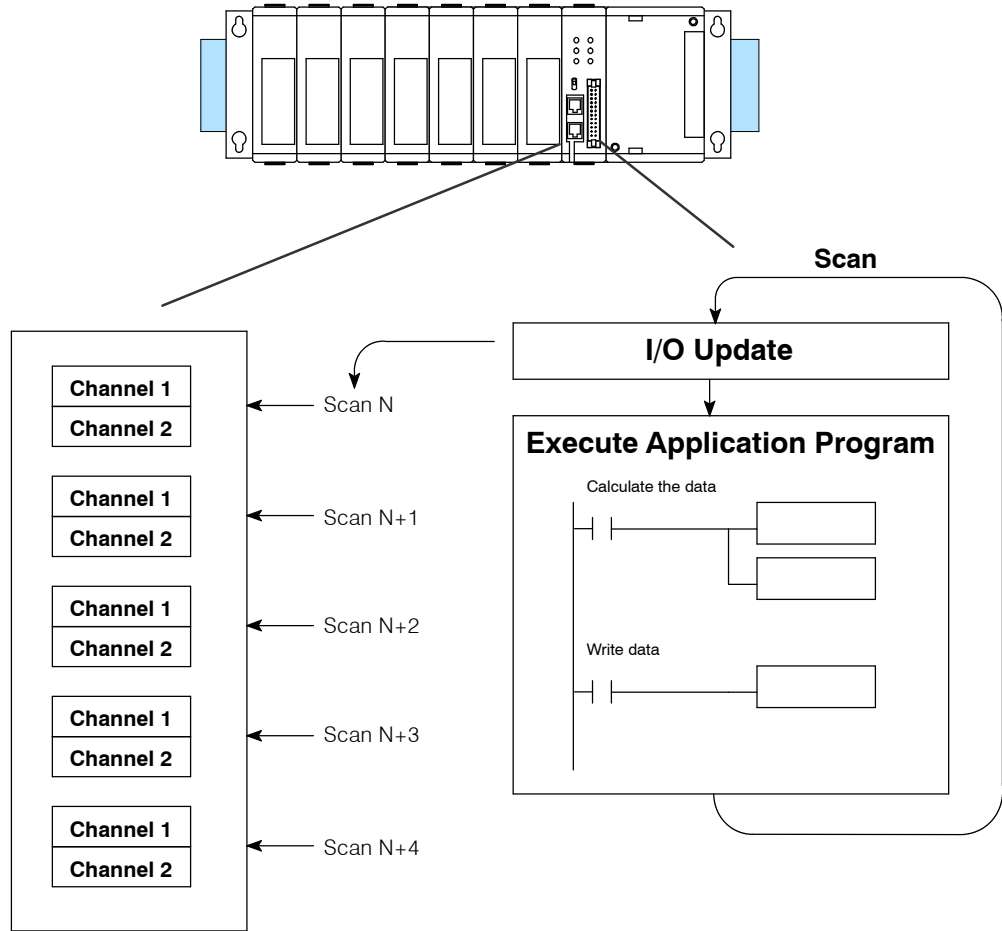 Scan
I/O Update
Execute Application Program
Calculate the data
Write data
Channel 1
Channel 2
Scan N
Channel 1
Channel 2
Scan N+1
Channel 1
Channel 2
Scan N+2
Channel 1
Channel 2
Scan N+3
Channel 1
Channel 2
Scan N+4